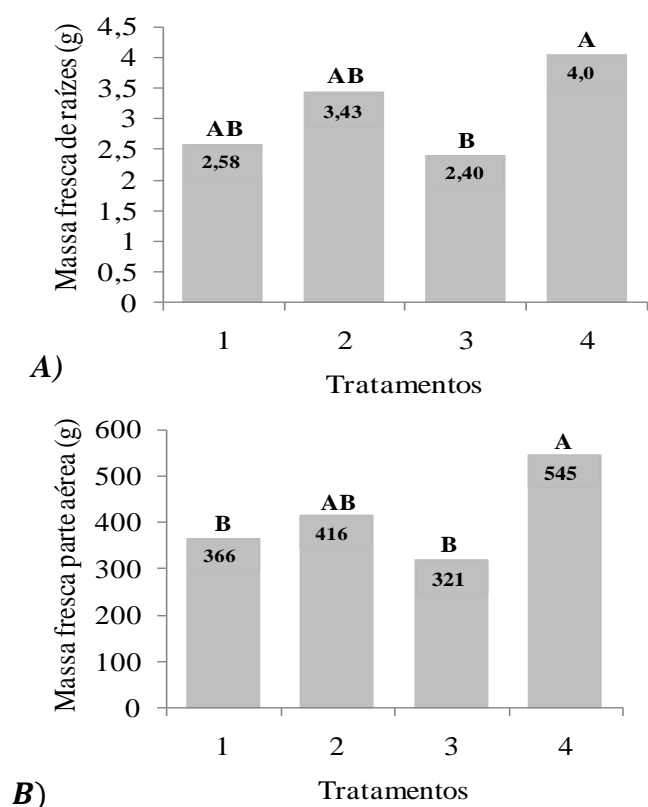 Massa fresca de raízes (g)
4,5
4
3,5
3
2,5
2
1,5
1
0,5
0
AB
2,58
AB
3,43
B
2,40
A
4,0
1 2 3 4
Tratamentos
A)
Massa fresca parte aérea (g)
600
500
400
300
200
100
0
B
366
AB
416
B
321
A
545
1 2 3 4
Tratamentos
B)